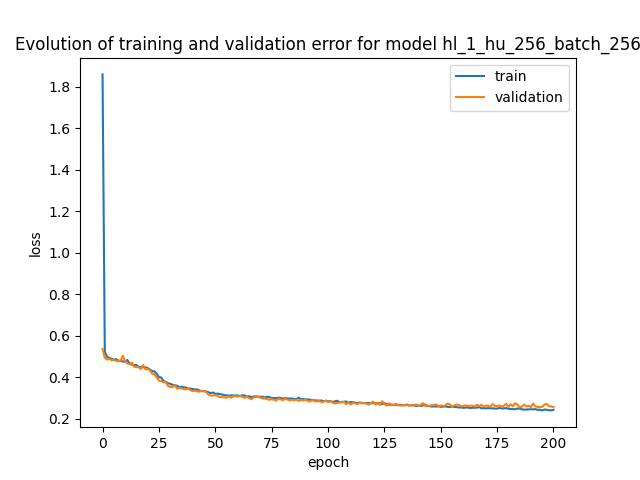 Evolution of training and validation error for model hl_1_hu_256_batch_256
train
validation
loss
1.8
1.6
1.4
1.2
1.0
0.8
0.6
0.4
0.2
0 25 50 75 100 125 150 175 200
epoch